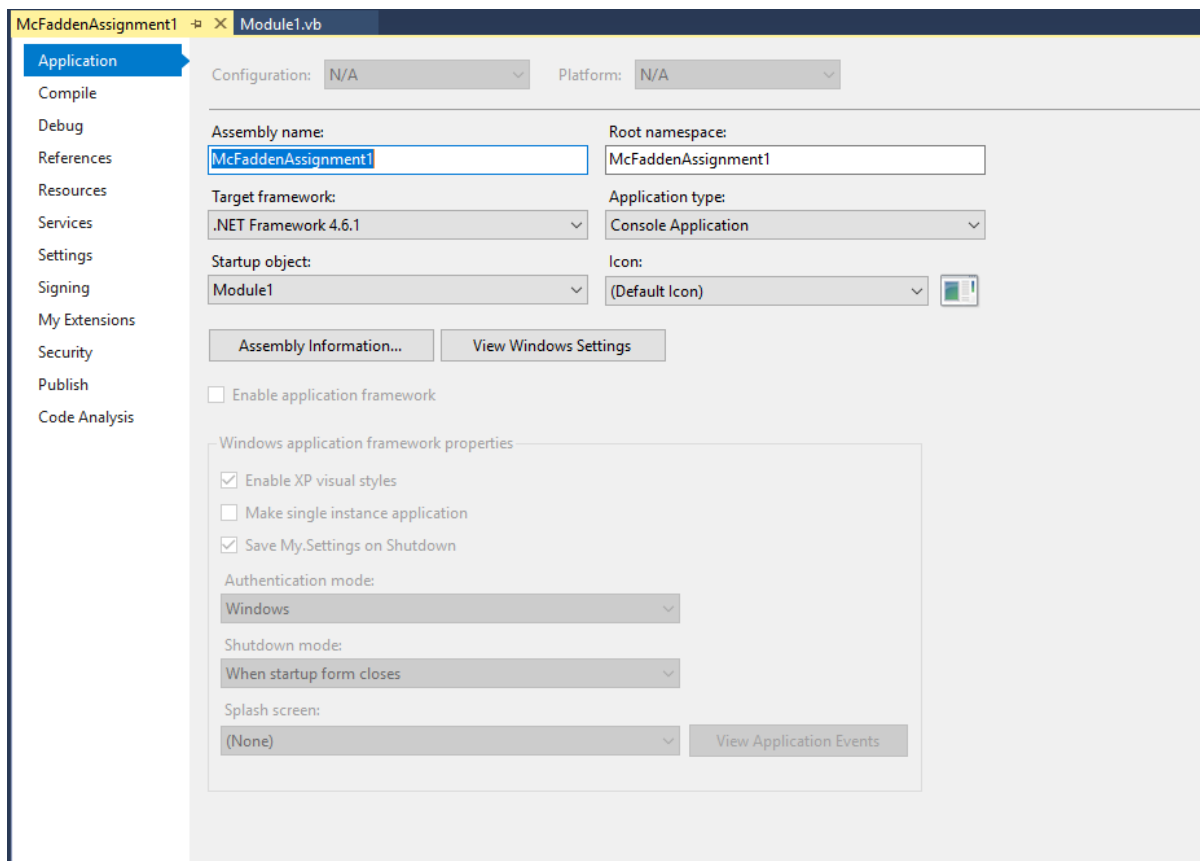 McFaddenAssignment1 Module1.vb
Application
Compile
Debug
References
Resources
Services
Settings
Signing
My Extensions
Security
Publish
Code Analysis
Configuration: N/A Platform: N/A
Assembly name: Root namespace:
McFaddenAssignment1 McFaddenAssignment1
Target framework: Application type:
.NET Framework 4.6.1 Console Application
Startup object: Icon:
Module1 (Default Icon)
Assembly Information... View Windows Settings
Enable application framework
Windows application framework properties
Enable XP visual styles
Make single instance application
Save My.Settings on Shutdown
Authentication mode:
Windows
Shutdown mode:
When startup form closes
Splash screen:
(None) View Application Events